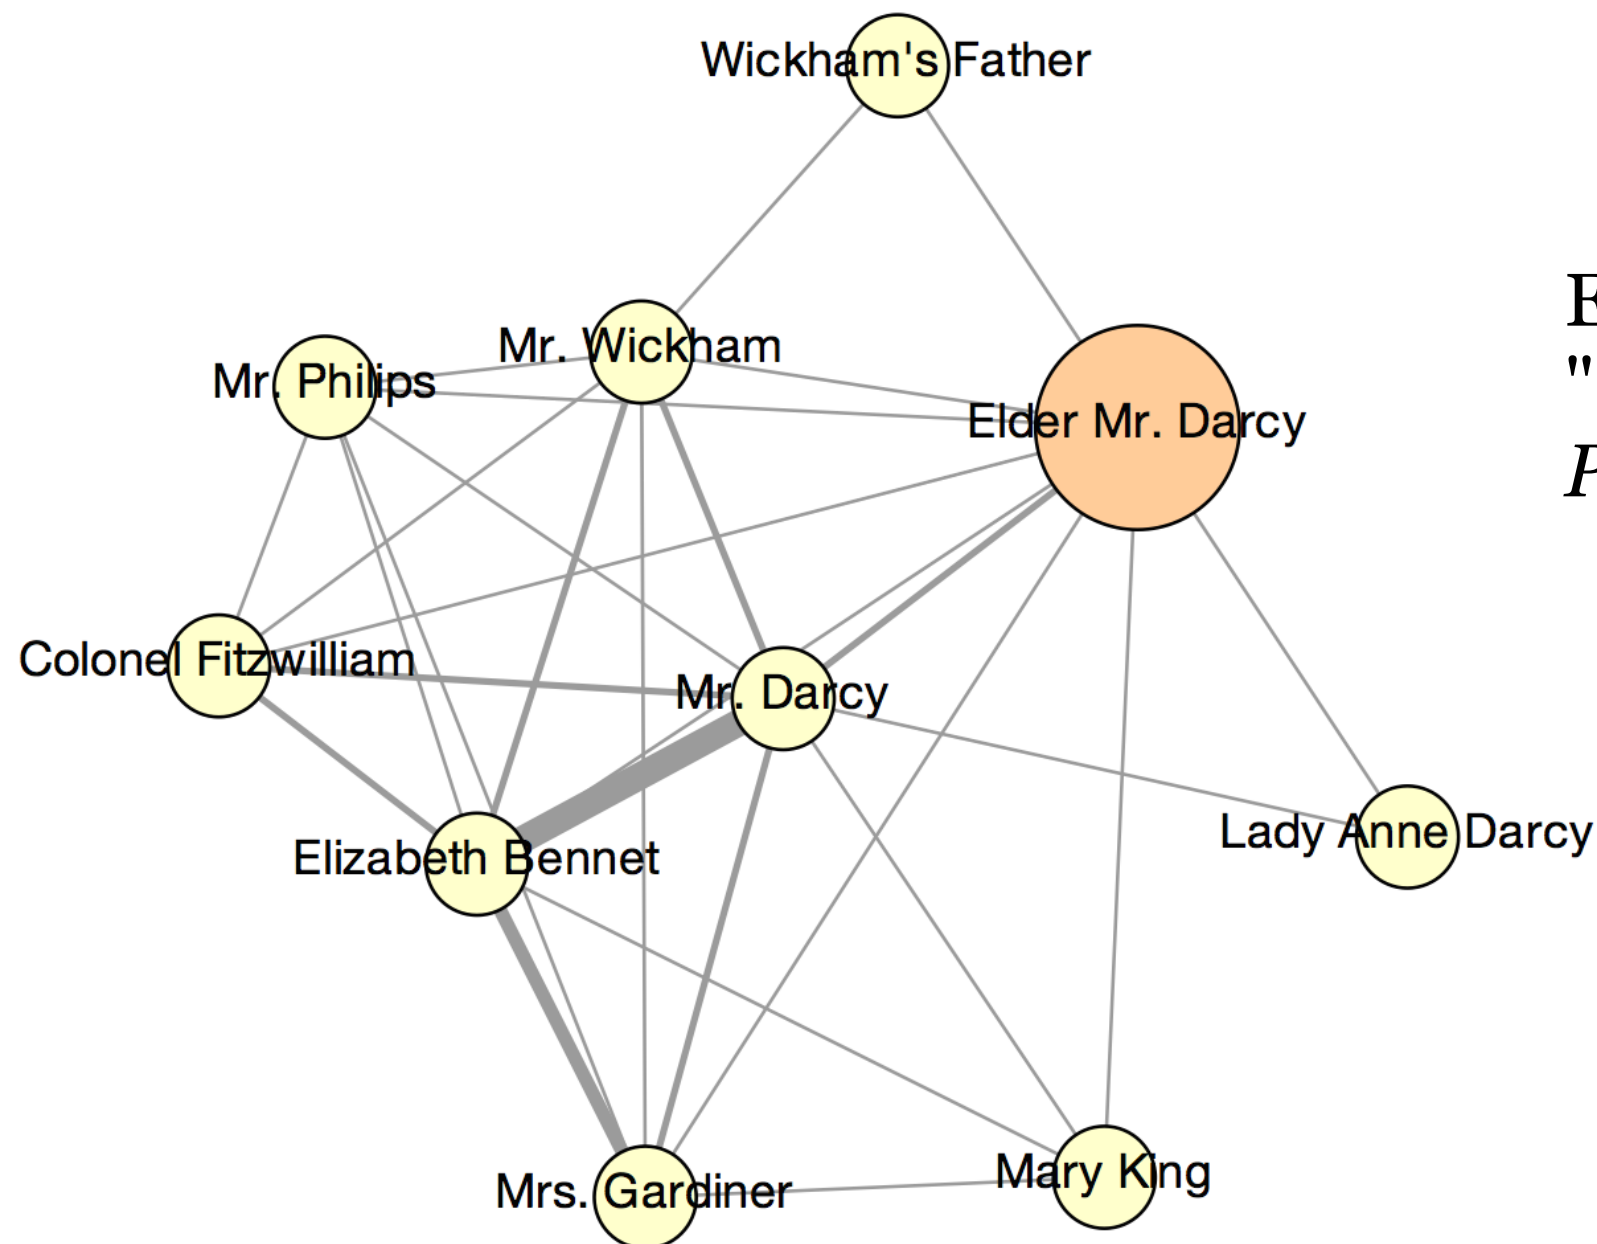 Wickham's Father
Mr. Wickham
Mr. Philips
Elder Mr. Darcy
Colonel Fitzwilliam
Mr. Darcy
Elizabeth Bennet
Lady Anne Darcy
Mrs. Gardiner
Mary King